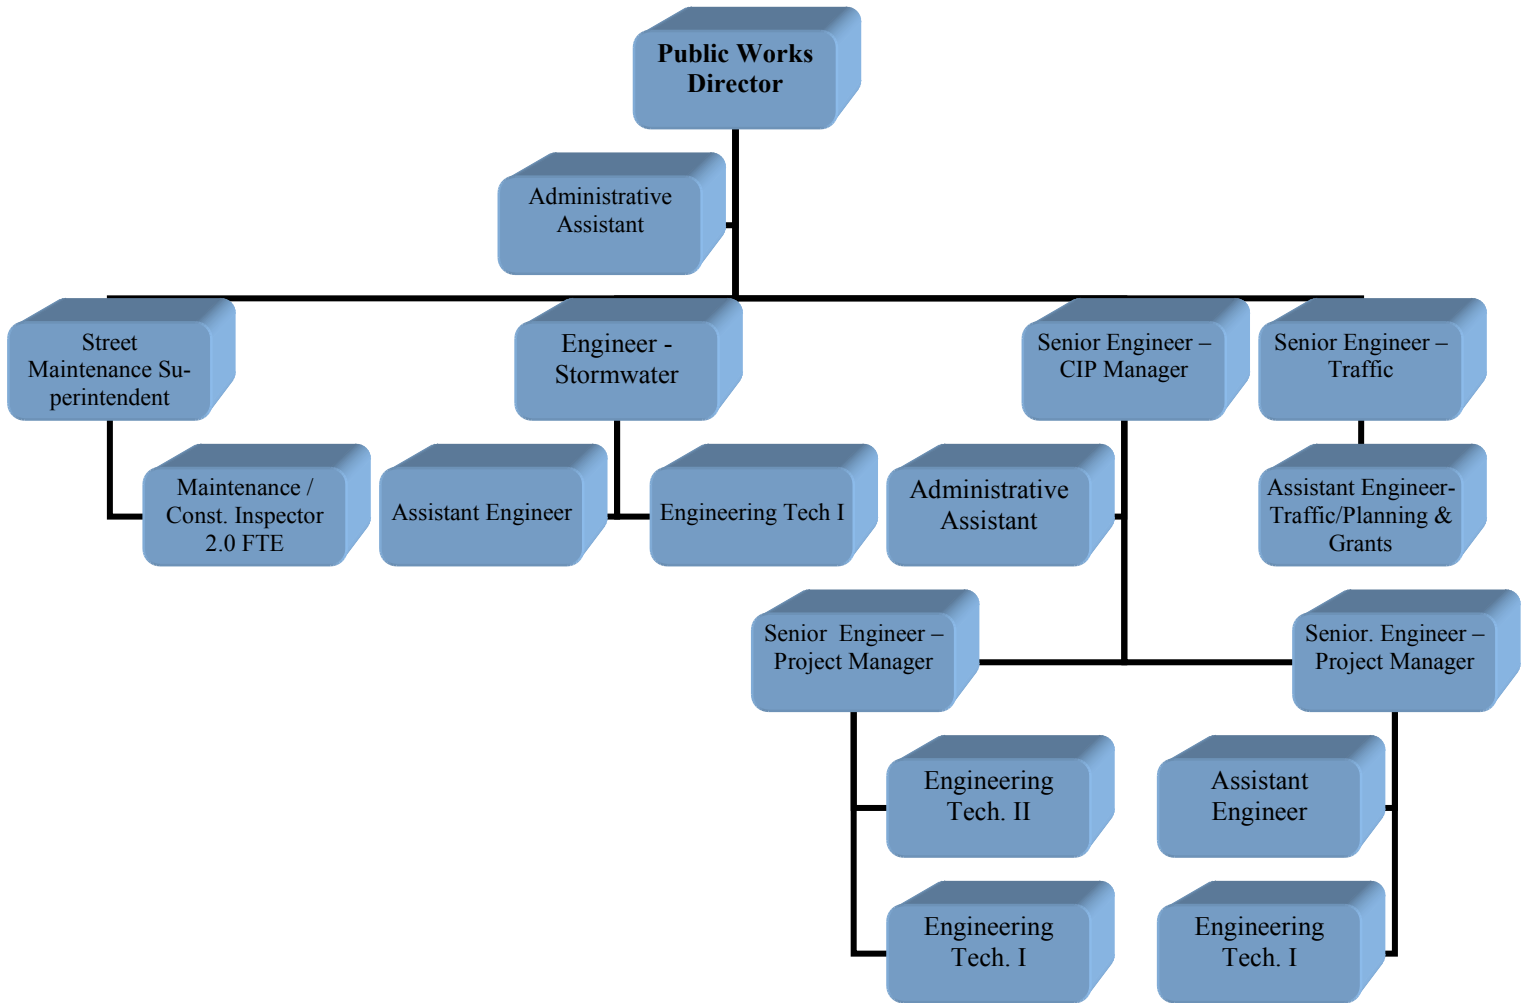 Public Works
Director
Administrative
Assistant
Street
Maintenance Su-
perintendent
Engineer -
Stormwater
Senior Engineer –
CIP Manager
Senior Engineer –
Traffic
Maintenance /
Const. Inspector
2.0 FTE
Assistant Engineer
Engineering Tech I
Administrative
Assistant
Assistant Engineer-
Traffic/Planning &
Grants
Senior  Engineer –
Project Manager
Senior. Engineer –
Project Manager
Engineering
Tech. II
Assistant
Engineer
Engineering
Tech. I
Engineering
Tech. I